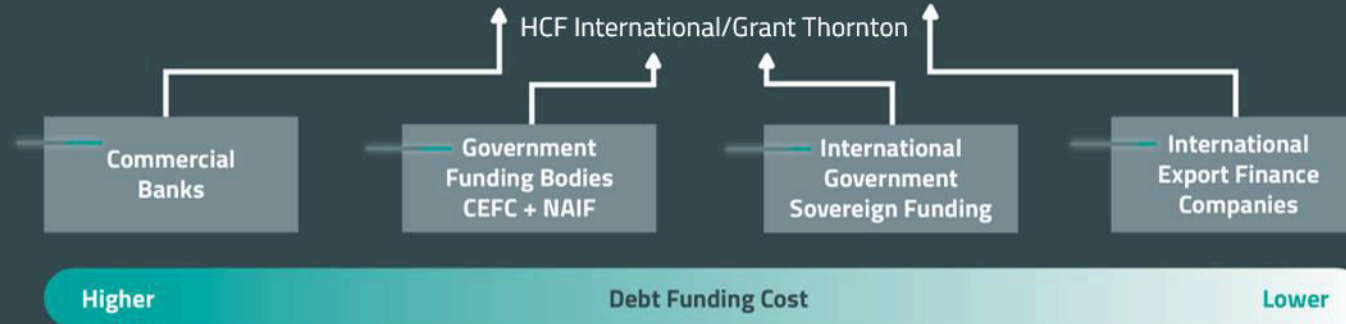 HCF International/Grant Thornton
Commercial
Banks
Government
Funding Bodies
CEFC + NAIF
International
Government
Sovereign Funding
International
Export Finance
Companies
Higher
Debt Funding Cost
Lower